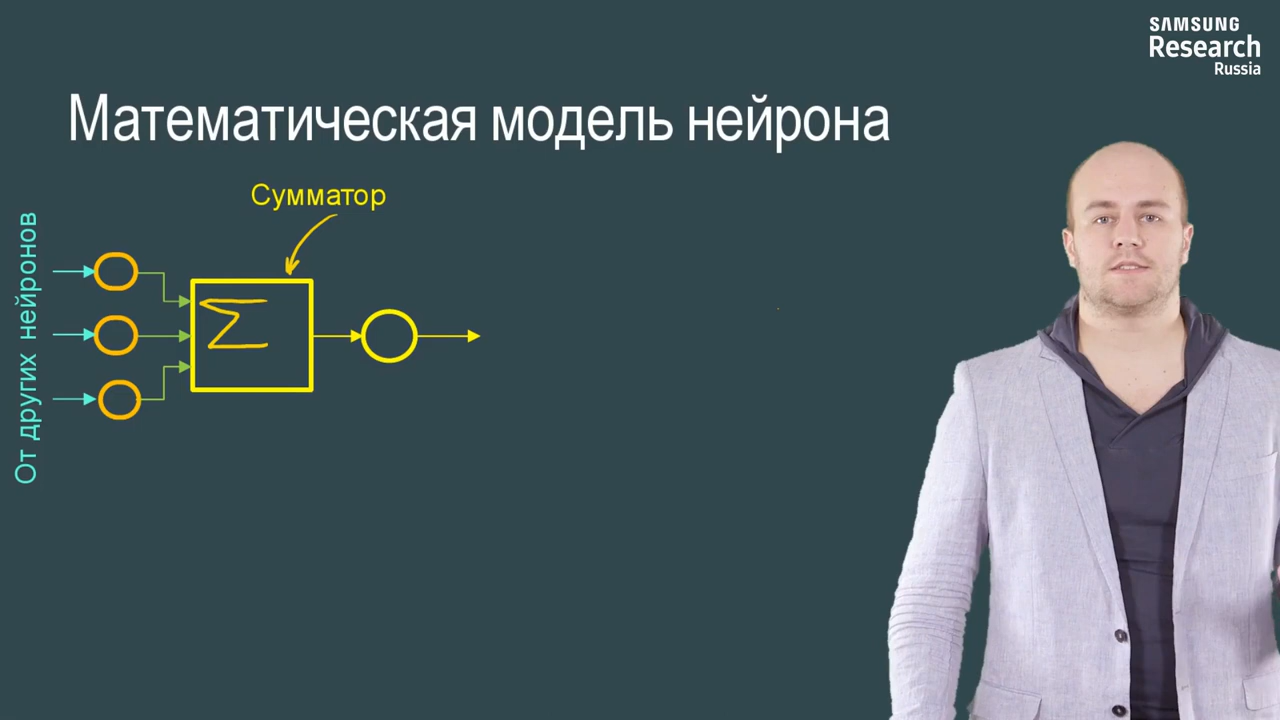 SAMSUNG
Research
Russia
Математическая модель нейрона
Сумматор
От других нейронов
Σ